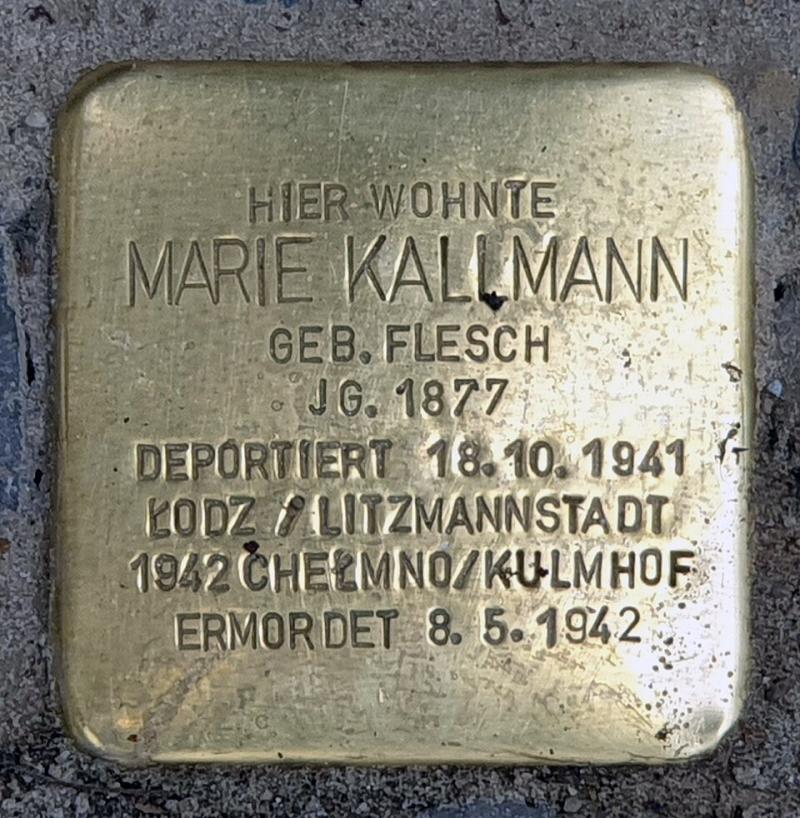 HIER WOHNTE
MARIE KALLMANN
GEB. FLESCH
JG. 1877
DEPORTIERT 18.10.1941
ŁODZ / LITZMANNSTADT
1942 CHEŁMNO/KULMHOF
ERMORDET 8.5.1942